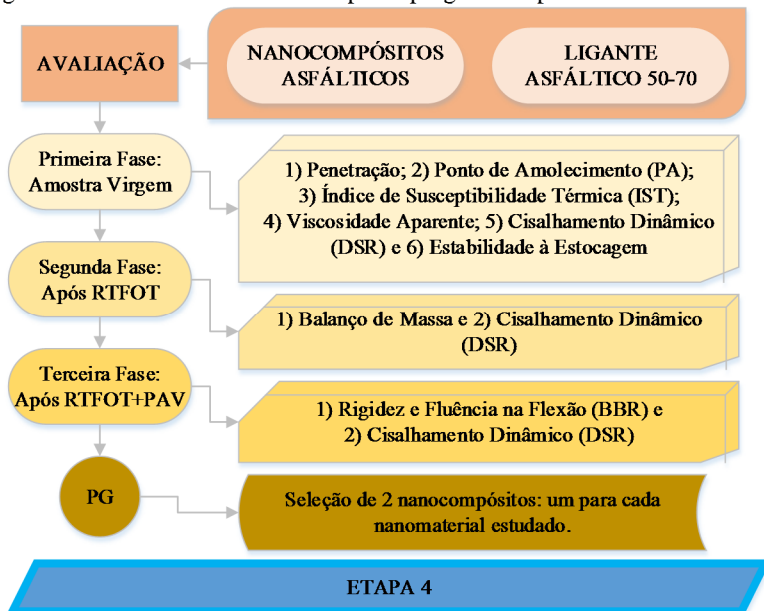 AVALIAÇÃO
NANOCOMPÓSITOS
ASFÁLTICOS
LIGANTE
ASFÁLTICO 50-70
Primeira Fase:
Amostra Virgem
1) Penetração; 2) Ponto de Amolecimento (PA);
3) Índice de Susceptibilidade Térmica (IST);
4) Viscosidade Aparente; 5) Cisalhamento Dinâmico
(DSR) e 6) Estabilidade à Estocagem
Segunda Fase:
Após RTFOT
1) Balanço de Massa e 2) Cisalhamento Dinâmico
(DSR)
Terceira Fase:
Após RTFOT+PAV
1) Rigidez e Fluência na Flexão (BBR) e
2) Cisalhamento Dinâmico (DSR)
PG
Seleção de 2 nanocompósitos: um para cada
nanomaterial estudado.
ETAPA 4